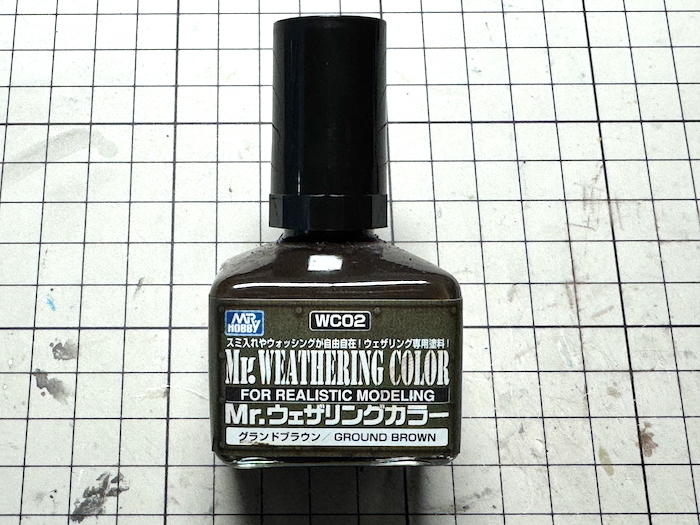 MR HOBBY
WC02
スミ入れやウォッシングが自由自在!ウェザリング専用塗料!
Mr. WEATHERING COLOR
FOR REALISTIC MODELING
Mr.ウェザリングカラー
グランドブラウン/GROUND BROWN